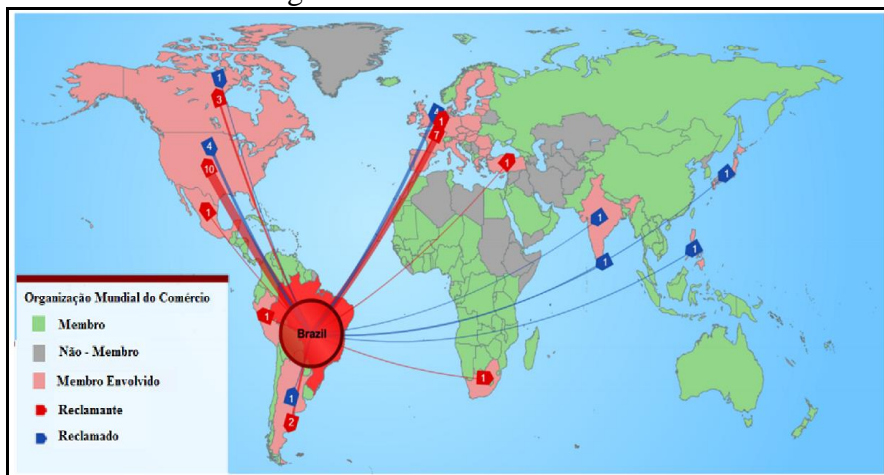 1
3
4
10
1
4
1
7
1
1
1
1
1
1
1
2
1
Brazil
Organização Mundial do Comércio
Membro
Não - Membro
Membro Envolvido
Reclamante
Reclamado